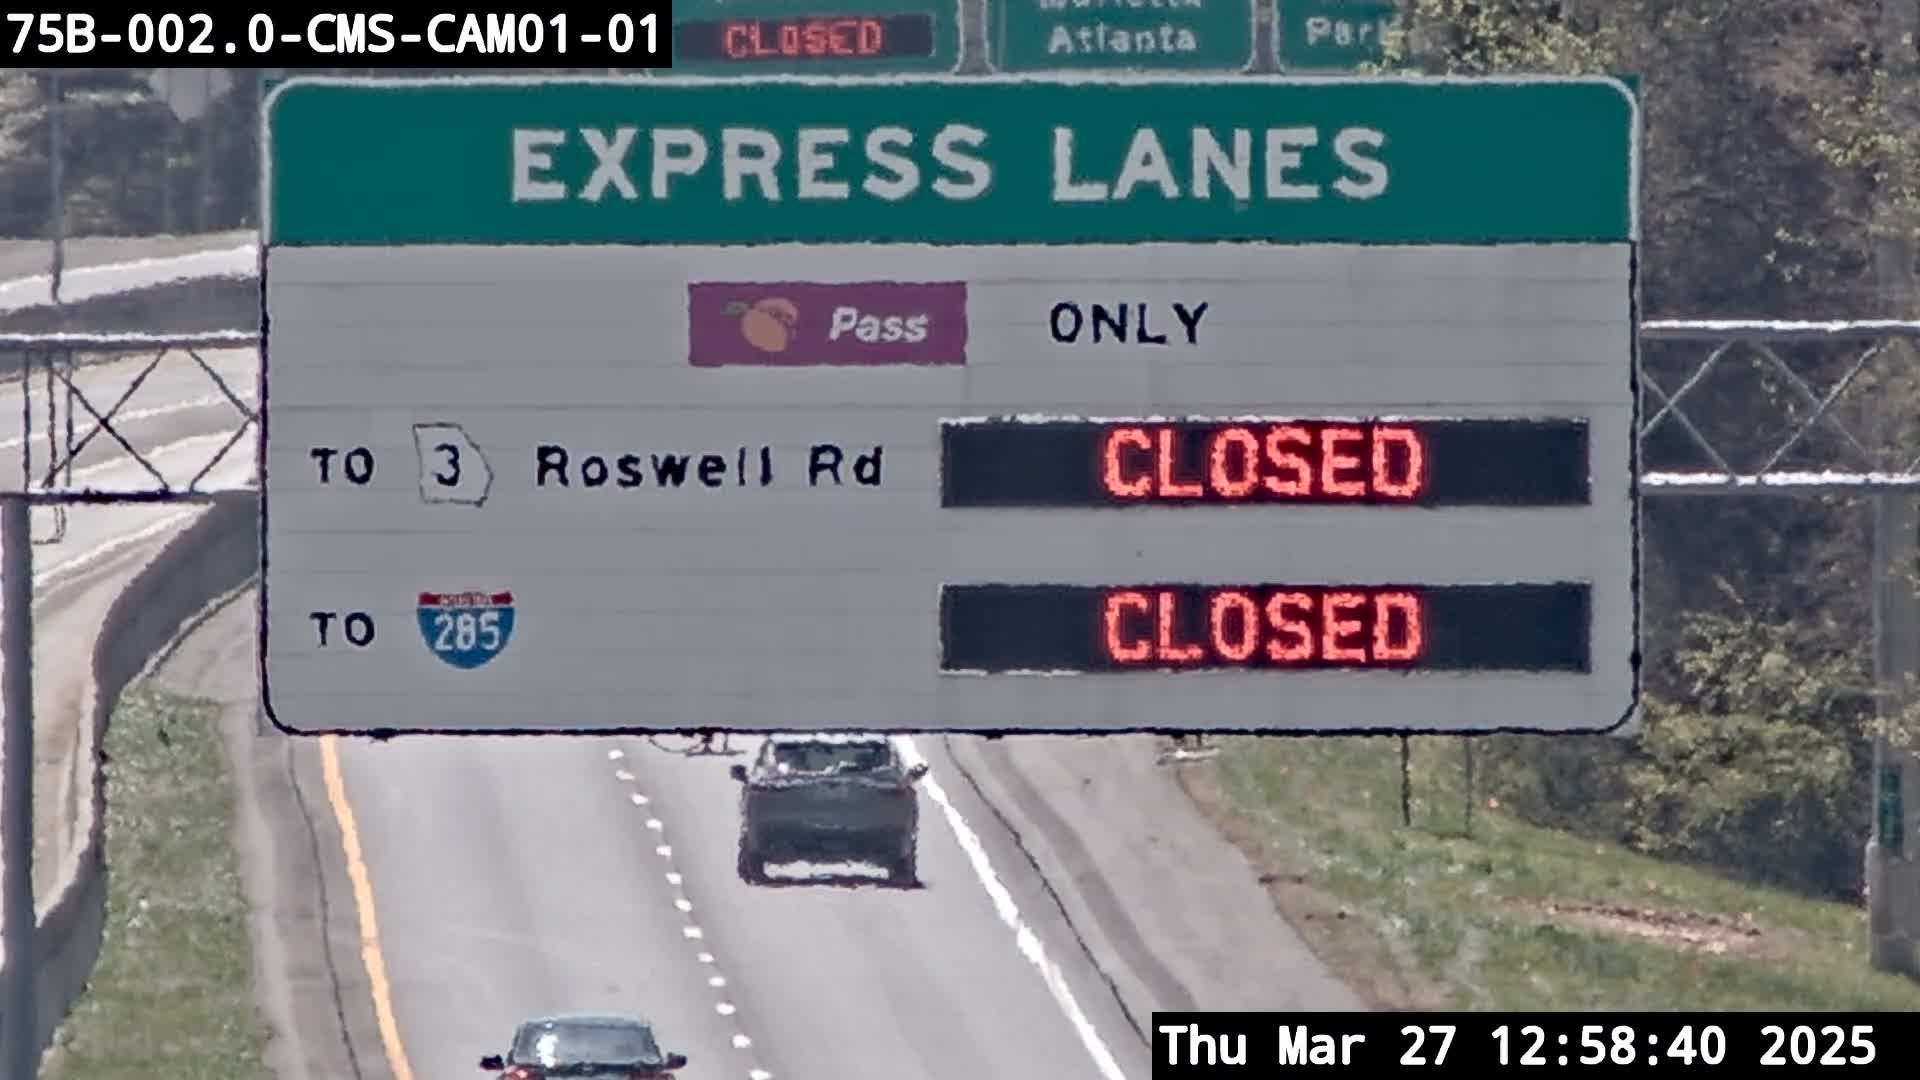 75B-002.0-CMS-CAM01-01
CLOSED
Atlanta
EXPRESS LANES
Pass ONLY
TO 3 Roswell Rd CLOSED
TO 285 CLOSED
Thu Mar 27 12:58:40 2025